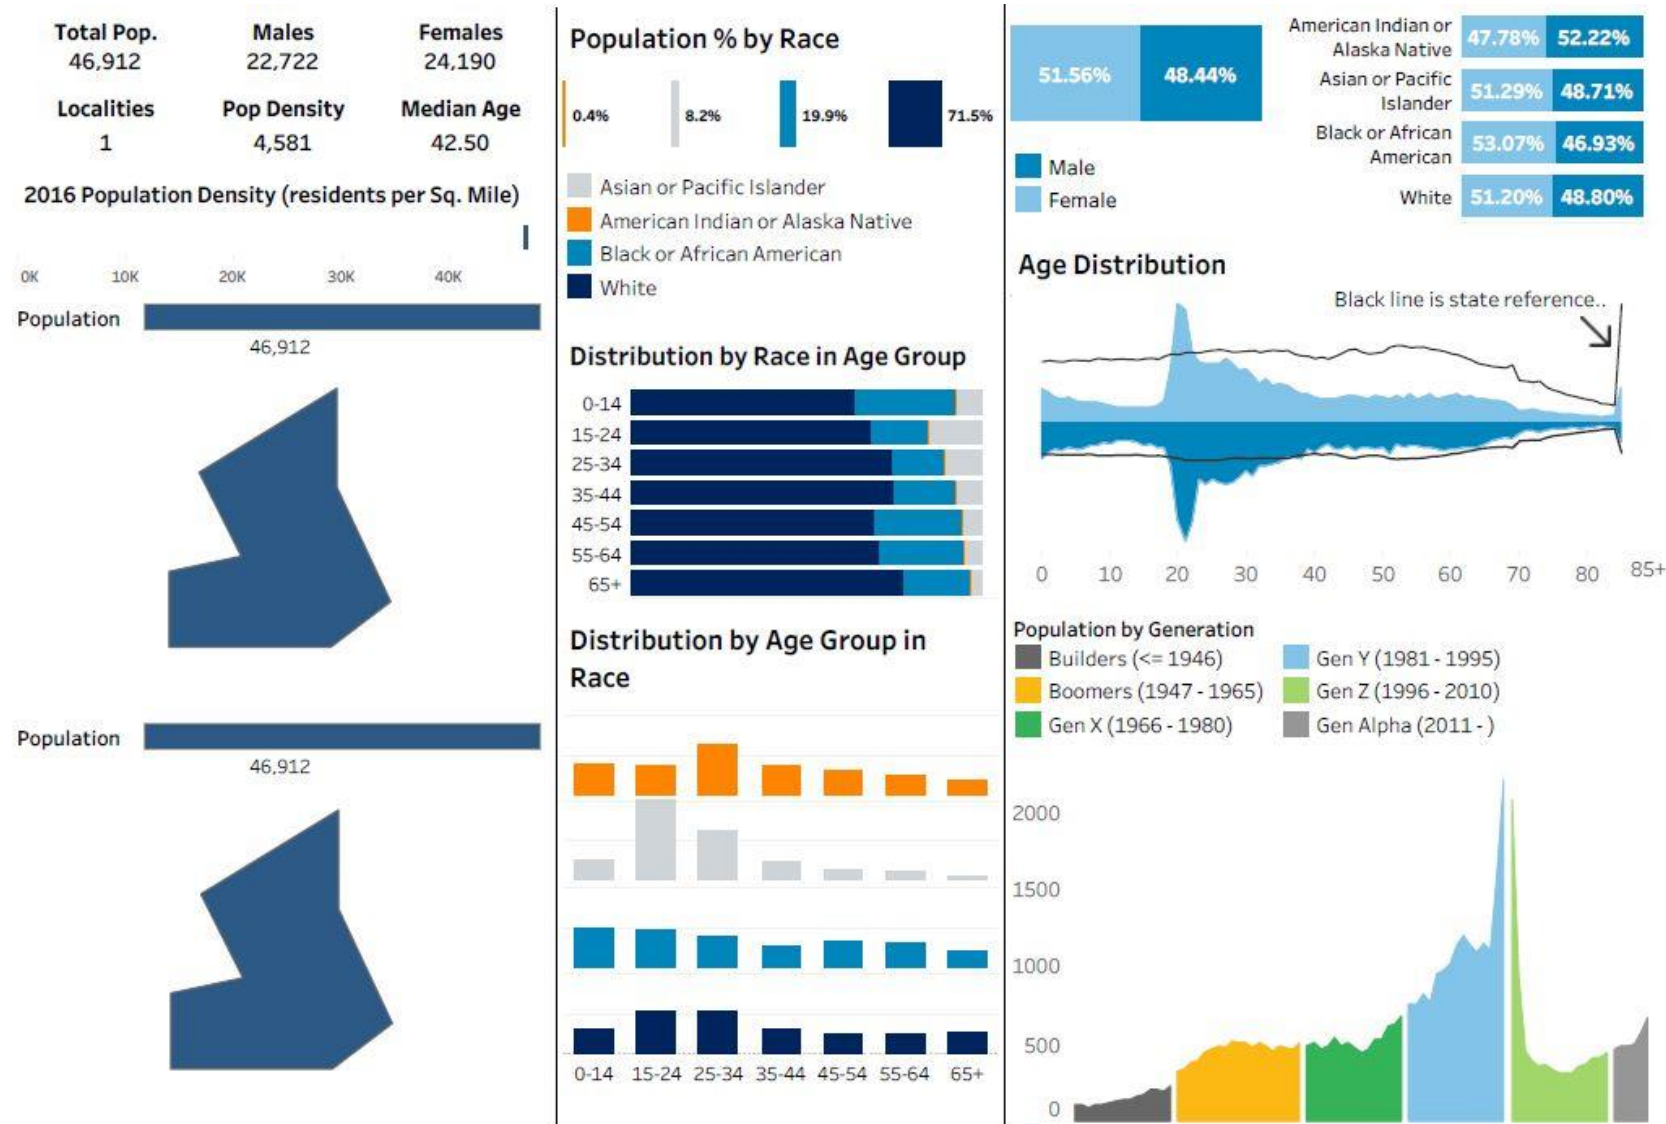 Total Pop. Males Females
46,912 22,722 24,190
Localities Pop Density Median Age
1 4,581 42.50
2016 Population Density (residents per Sq. Mile)
0K 10K 20K 30K 40K
Population
46,912
Population
46,912
Population % by Race
0.4% 8.2% 19.9% 71.5%
Asian or Pacific Islander
American Indian or Alaska Native
Black or African American
White
Distribution by Race in Age Group
0-14
15-24
25-34
35-44
45-54
55-64
65+
Distribution by Age Group in
Race
0-14 15-24 25-34 35-44 45-54 55-64 65+
51.56% 48.44%
Male
Female
American Indian or
Alaska Native
47.78% 52.22%
Asian or Pacific
Islander
51.29% 48.71%
Black or African
American
53.07% 46.93%
White 51.20% 48.80%
Age Distribution
Black line is state reference..
0 10 20 30 40 50 60 70 80 85+
Population by Generation
Builders (<= 1946) Gen Y (1981 - 1995)
Boomers (1947 - 1965) Gen Z (1996 - 2010)
Gen X (1966 - 1980) Gen Alpha (2011 - )
2000
1500
1000
500
0